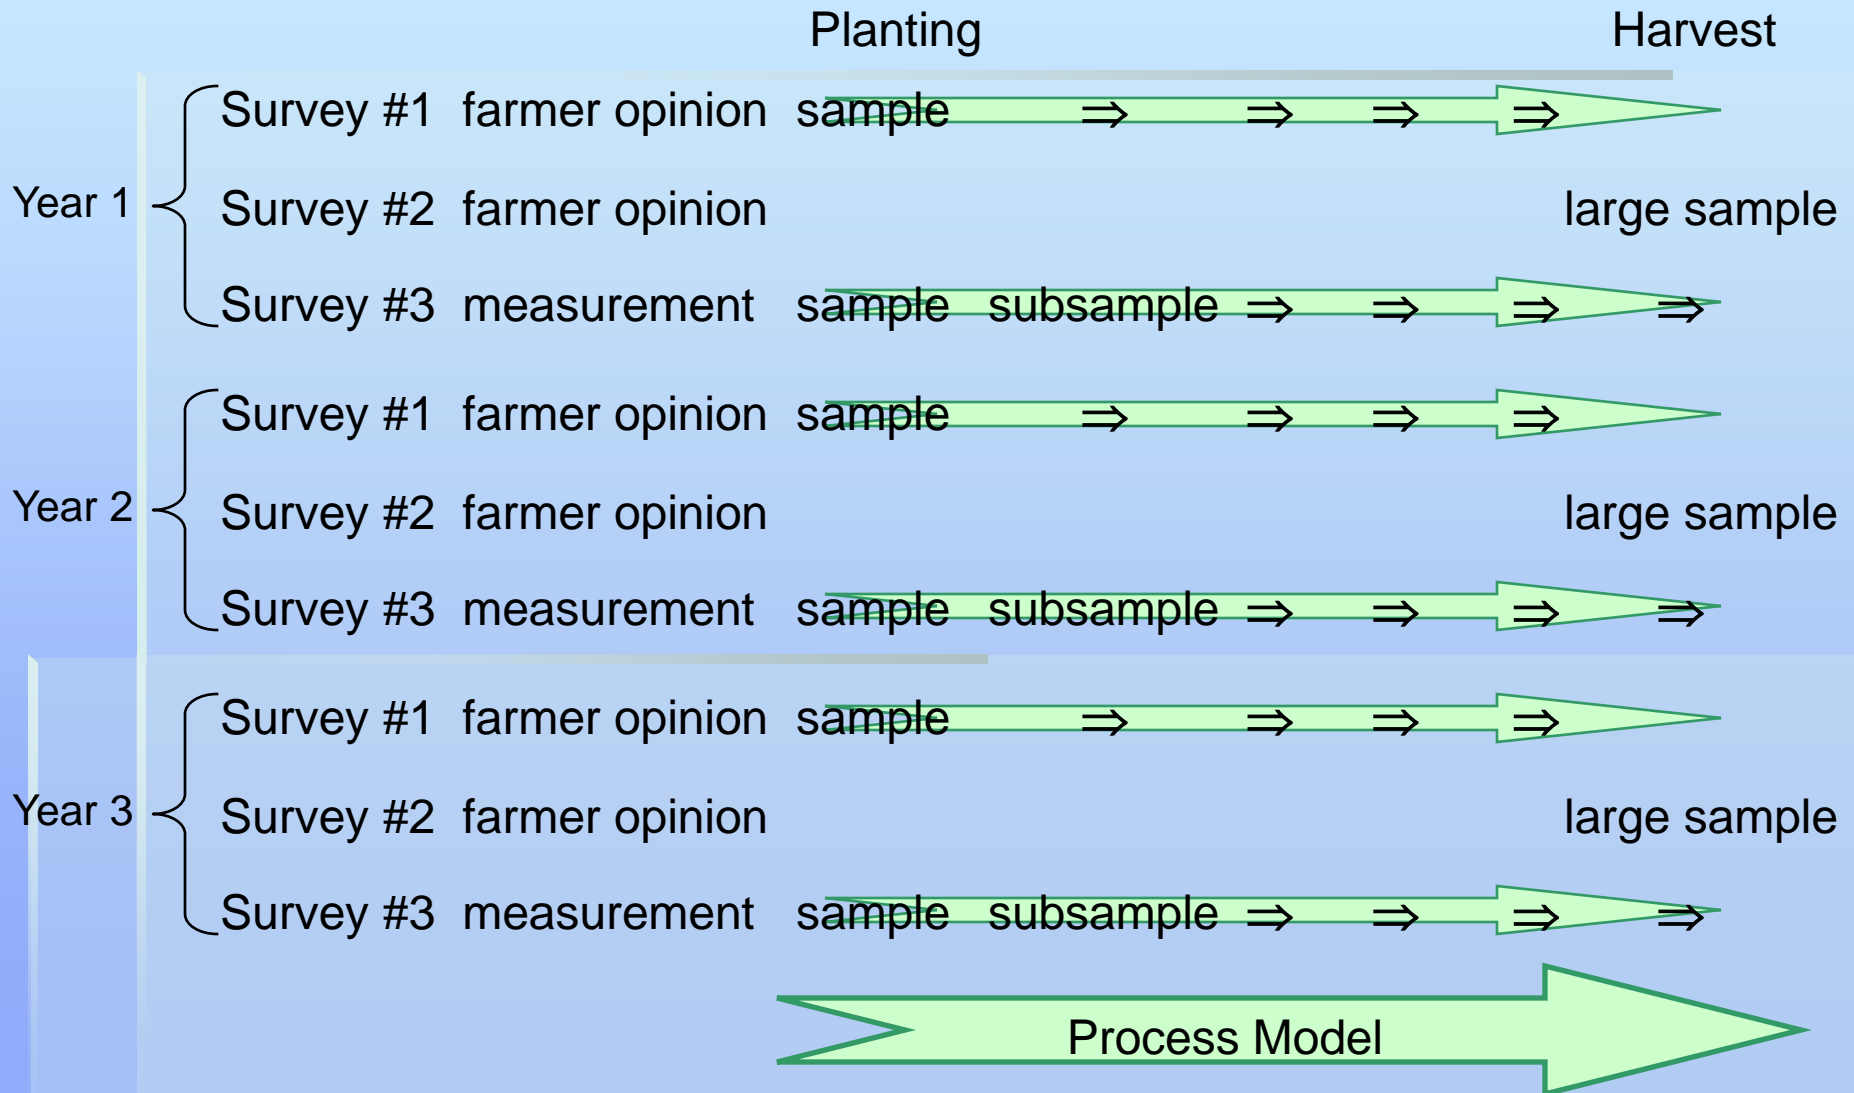 Planting Harvest
Survey #1 farmer opinion sample ⇒ ⇒ ⇒ ⇒
Year 1 Survey #2 farmer opinion large sample
Survey #3 measurement sample subsample ⇒ ⇒ ⇒ ⇒
Survey #1 farmer opinion sample ⇒ ⇒ ⇒ ⇒
Year 2 Survey #2 farmer opinion large sample
Survey #3 measurement sample subsample ⇒ ⇒ ⇒ ⇒
Survey #1 farmer opinion sample ⇒ ⇒ ⇒ ⇒
Year 3 Survey #2 farmer opinion large sample
Survey #3 measurement sample subsample ⇒ ⇒ ⇒ ⇒
Process Model